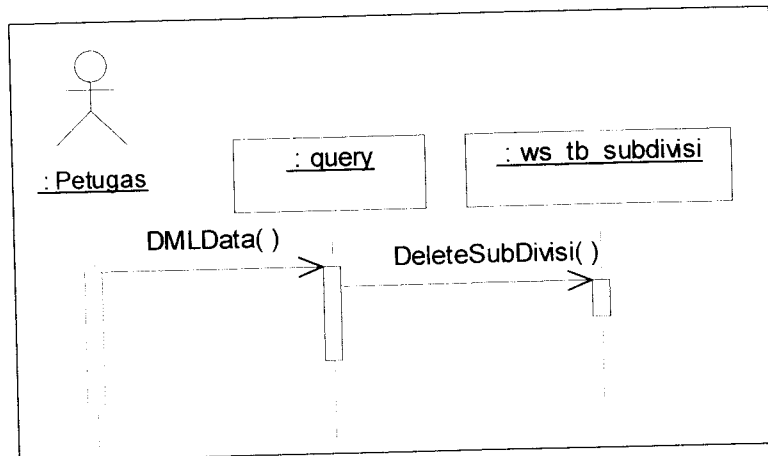 : Petugas
: query
: ws_tb_subdivisi
DMLData( )
DeleteSubDivisi( )